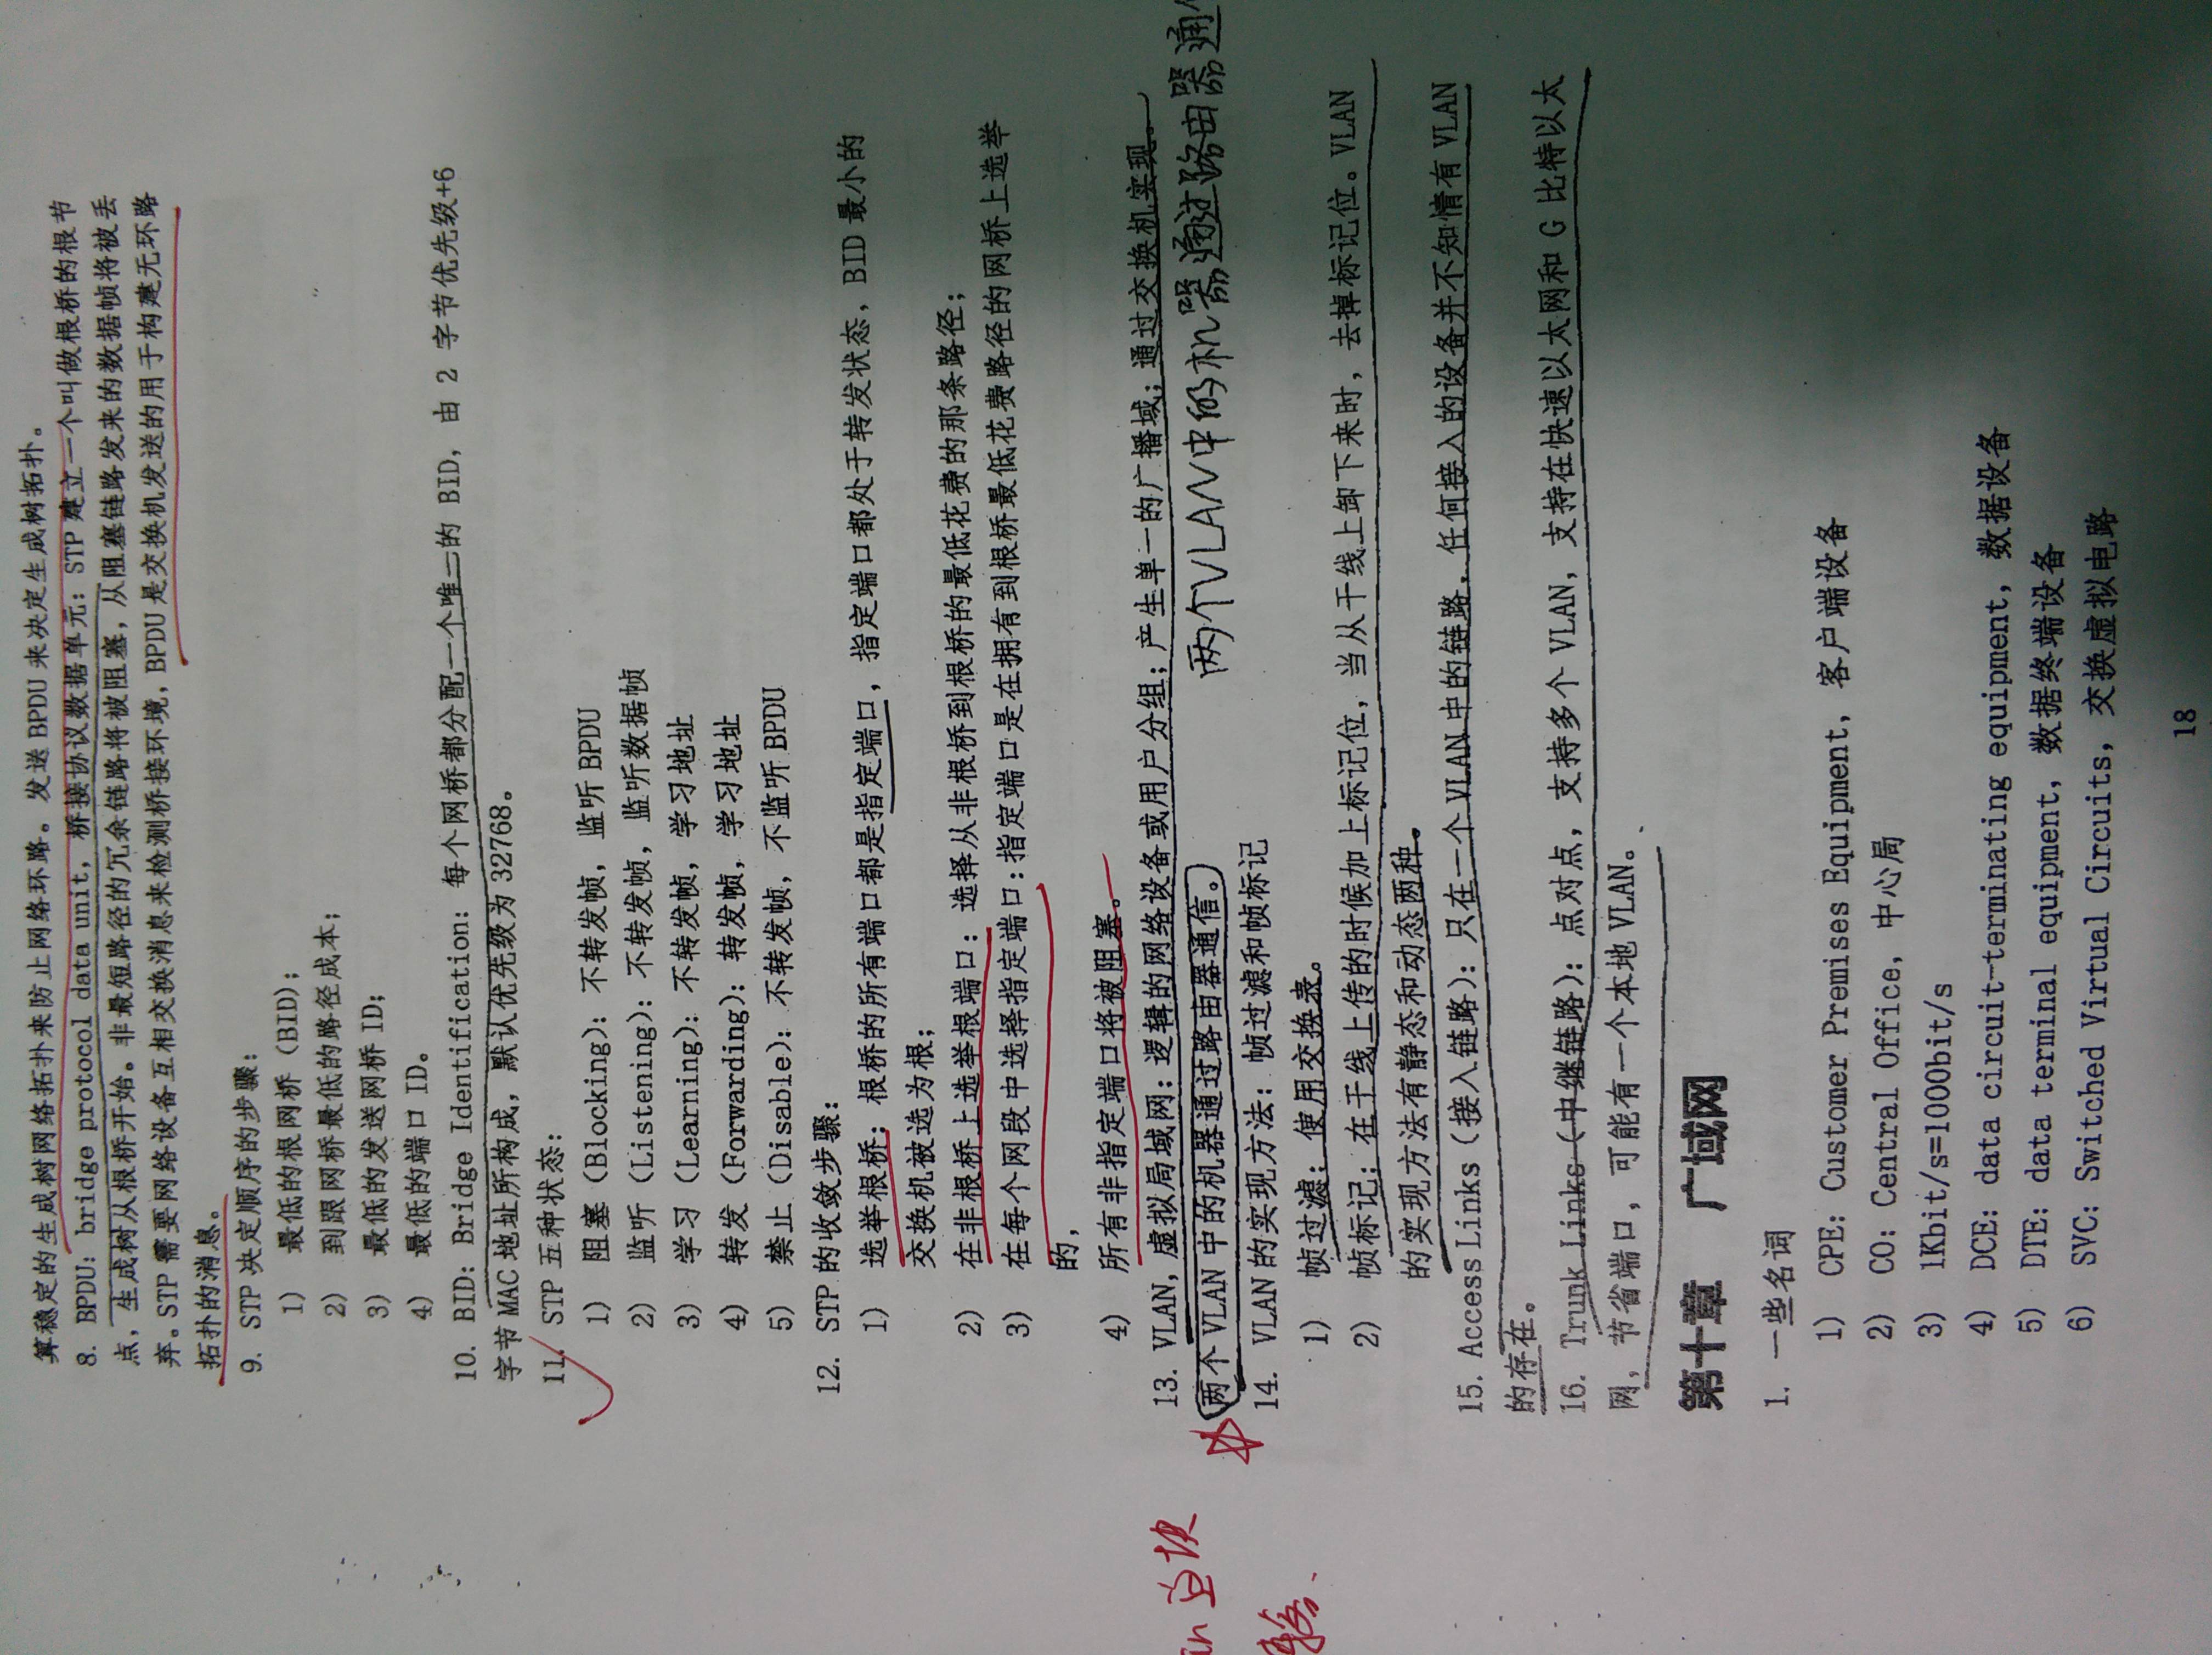 算稳定的生成树网络拓扑来防止网络环路。发送 BPDU 来决定生成树拓扑。
8. BPDU: bridge protocol data unit, 桥接协议数据单元: STP 建立一个叫做根桥的根节
点, 生成树从根桥开始。非最短路径的冗余链路将被阻塞, 从阻塞链路发来的数据帧将被丢
弃。STP 需要网络设备互相交换消息来检测桥接环境, BPDU 是交换机发送的用于构建无环路
拓扑的消息。
9. STP 决定顺序的步骤:
1) 最低的根网桥 (BID);
2) 到跟网桥最低的路径成本;
3) 最低的发送网桥 ID;
4) 最低的端口 ID。
10. BID: Bridge Identification: 每个网桥都分配一个唯一的 BID, 由 2 字节优先级+6
字节 MAC 地址所构成, 默认优先级为 32768。
11. STP 五种状态:
1) 阻塞 (Blocking): 不转发帧, 监听 BPDU
2) 监听 (Listening): 不转发帧, 监听数据帧
3) 学习 (Learning): 不转发帧, 学习地址
4) 转发 (Forwarding): 转发帧, 学习地址
5) 禁止 (Disable): 不转发帧, 不监听 BPDU
12. STP 的收敛步骤:
1) 选举根桥: 根桥的所有端口都是指定端口, 指定端口都处于转发状态, BID 最小的
交换机被选为根;
2) 在非根桥上选举根端口: 选择从非根桥到根桥的最低花费的那条路径;
3) 在每个网段中选择指定端口: 指定端口是在拥有到根桥最低花费路径的网桥上选举
的,
4) 所有非指定端口将被阻塞。
13. VLAN, 虚拟局域网: 逻辑的网络设备或用户分组; 产生单一的广播域; 通过交换机实现。
两个 VLAN 中的机器通过路由器通信。 两个VLAN中的机器通过路由器通
14. VLAN 的实现方法: 帧过滤和帧标记
1) 帧过滤: 使用交换表。
2) 帧标记: 在干线上传的时候加上标记位, 当从干线上卸下来时, 去掉标记位。VLAN
的实现方法有静态和动态两种。
15. Access Links (接入链路): 只在一个 VLAN 中的链路, 任何接入的设备并不知情有 VLAN
的存在。
16. Trunk Links (中继链路): 点对点, 支持多个 VLAN, 支持在快速以太网和 G 比特以太
网, 节省端口, 可能有一个本地 VLAN。
第十章 广域网
1. 一些名词
1) CPE: Customer Premises Equipment, 客户端设备
2) CO: Central Office, 中心局
3) 1Kbit/s=1000bit/s
4) DCE: data circuit-terminating equipment, 数据设备
5) DTE: data terminal equipment, 数据终端设备
6) SVC: Switched Virtual Circuits, 交换虚拟电路
18